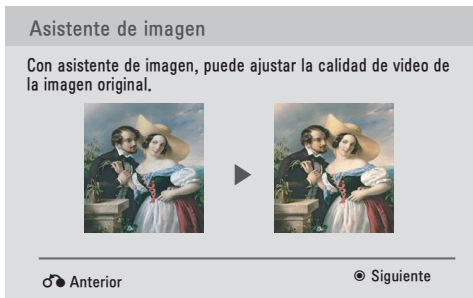 Asistente de imagen
Con asistente de imagen, puede ajustar la calidad de video de
la imagen original.
Anterior
Siguiente